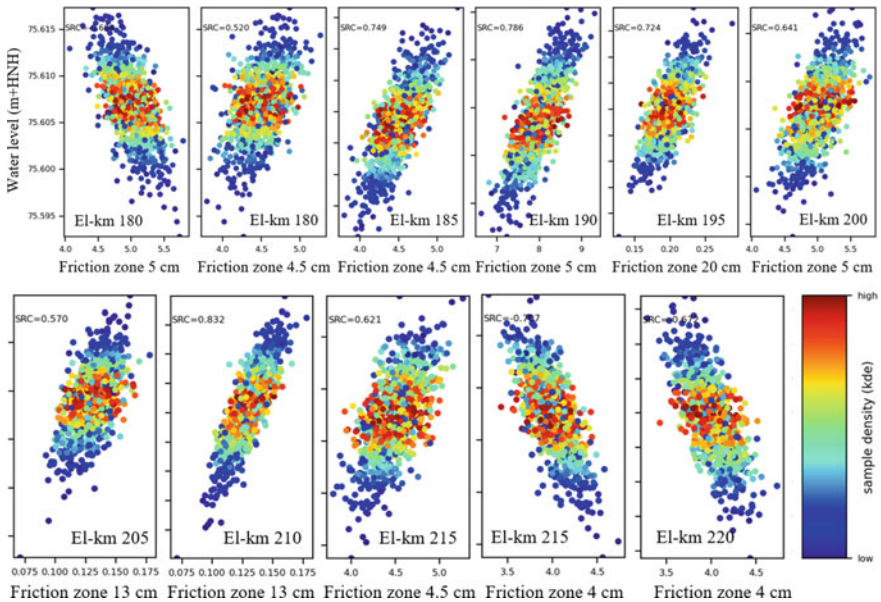 Water level (m+HNH)
75.615
75.610
75.605
75.600
75.595
SRC=0.520
SRC=0.749
SRC=0.786
SRC=0.724
SRC=0.641
El-km 180
El-km 180
El-km 185
El-km 190
El-km 195
El-km 200
4.0 4.5 5.0 5.5
4.0 4.5 5.0
4.0 4.5 5.0
7 8 9
0.15 0.20 0.25
4.0 4.5 5.0 5.5
Friction zone 5 cm
Friction zone 4.5 cm
Friction zone 4.5 cm
Friction zone 5 cm
Friction zone 20 cm
Friction zone 5 cm
SRC=0.570
SRC=0.832
SRC=0.621
El-km 205
El-km 210
El-km 215
El-km 215
El-km 220
0.075 0.100 0.125 0.150 0.175
0.075 0.100 0.125 0.150 0.175
4.0 4.5 5.0
3.5 4.0 4.5
3.5 4.0 4.5
Friction zone 13 cm
Friction zone 13 cm
Friction zone 4.5 cm
Friction zone 4 cm
Friction zone 4 cm
high
sample density (kde)
low